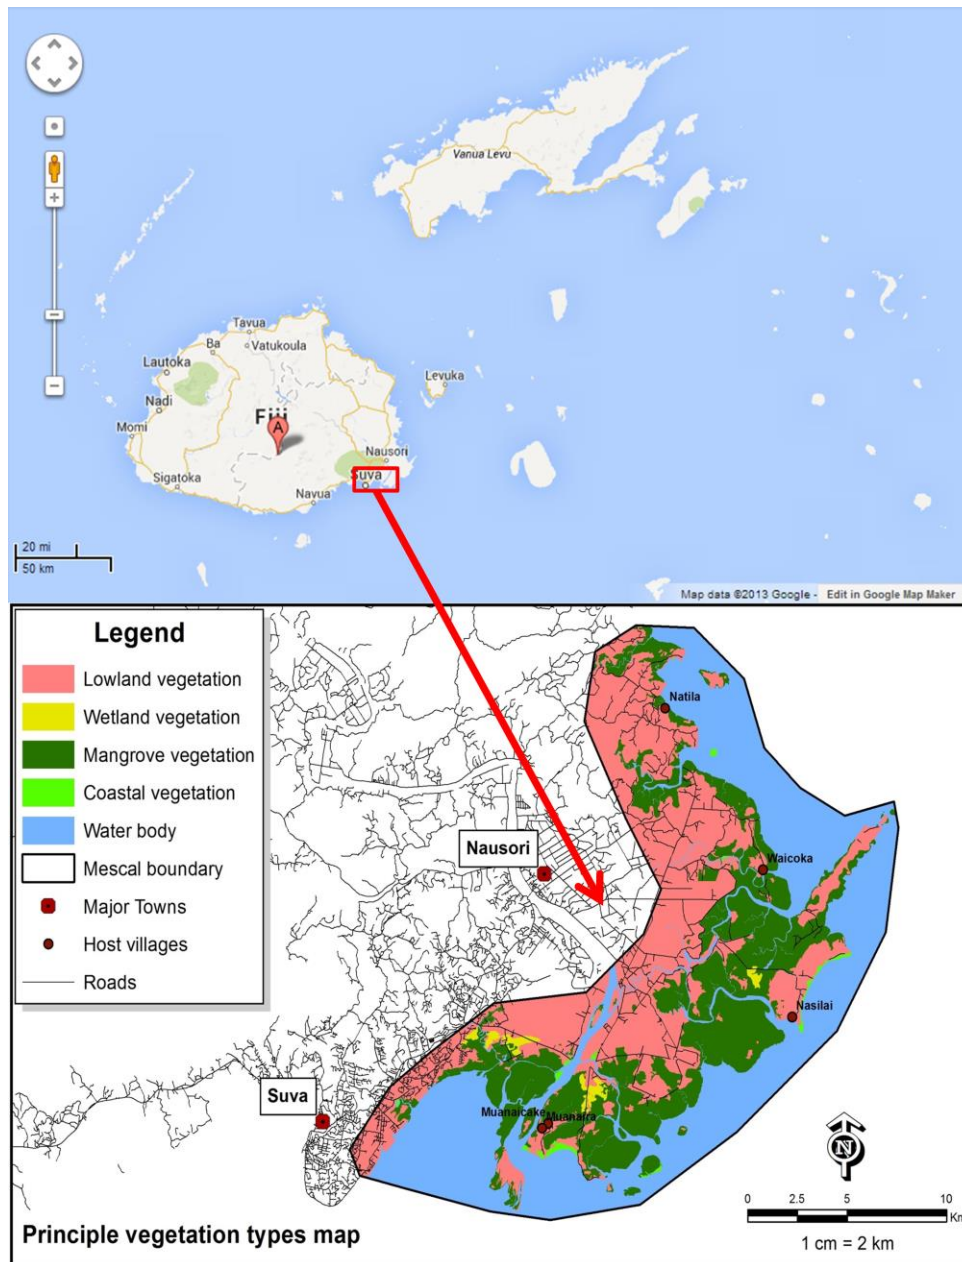 Vanua Levu
Tavua
Ba
Vatukoula
Lautoka
Levuka
Nadi
Fiji
A
Momi
Nausori
Sigatoka
Suva
Navua
20 mi
50 km
Map data ©2013 Google - Edit in Google Map Maker
Legend
Lowland vegetation
Wetland vegetation
Mangrove vegetation
Coastal vegetation
Water body
Mescal boundary
Major Towns
Host villages
Roads
Natila
Nausori
Waicoka
Nasilai
Suva
Muanaicake
Muanaira
N
0 2.5 5 10
Km
1 cm = 2 km
Principle vegetation types map